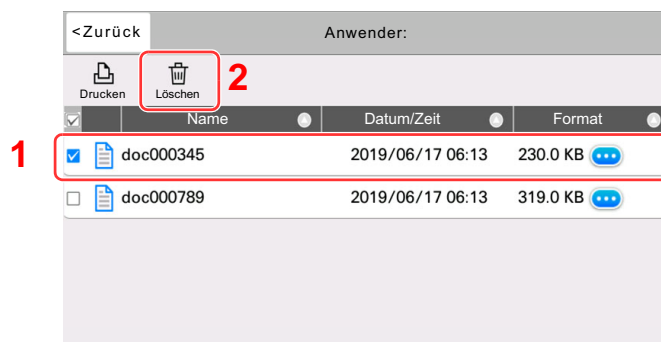 <Zurück
Anwender:
Drucken
Löschen
2
Name
Datum/Zeit
Format
1
doc000345 2019/06/17 06:13 230.0 KB
doc000789 2019/06/17 06:13 319.0 KB